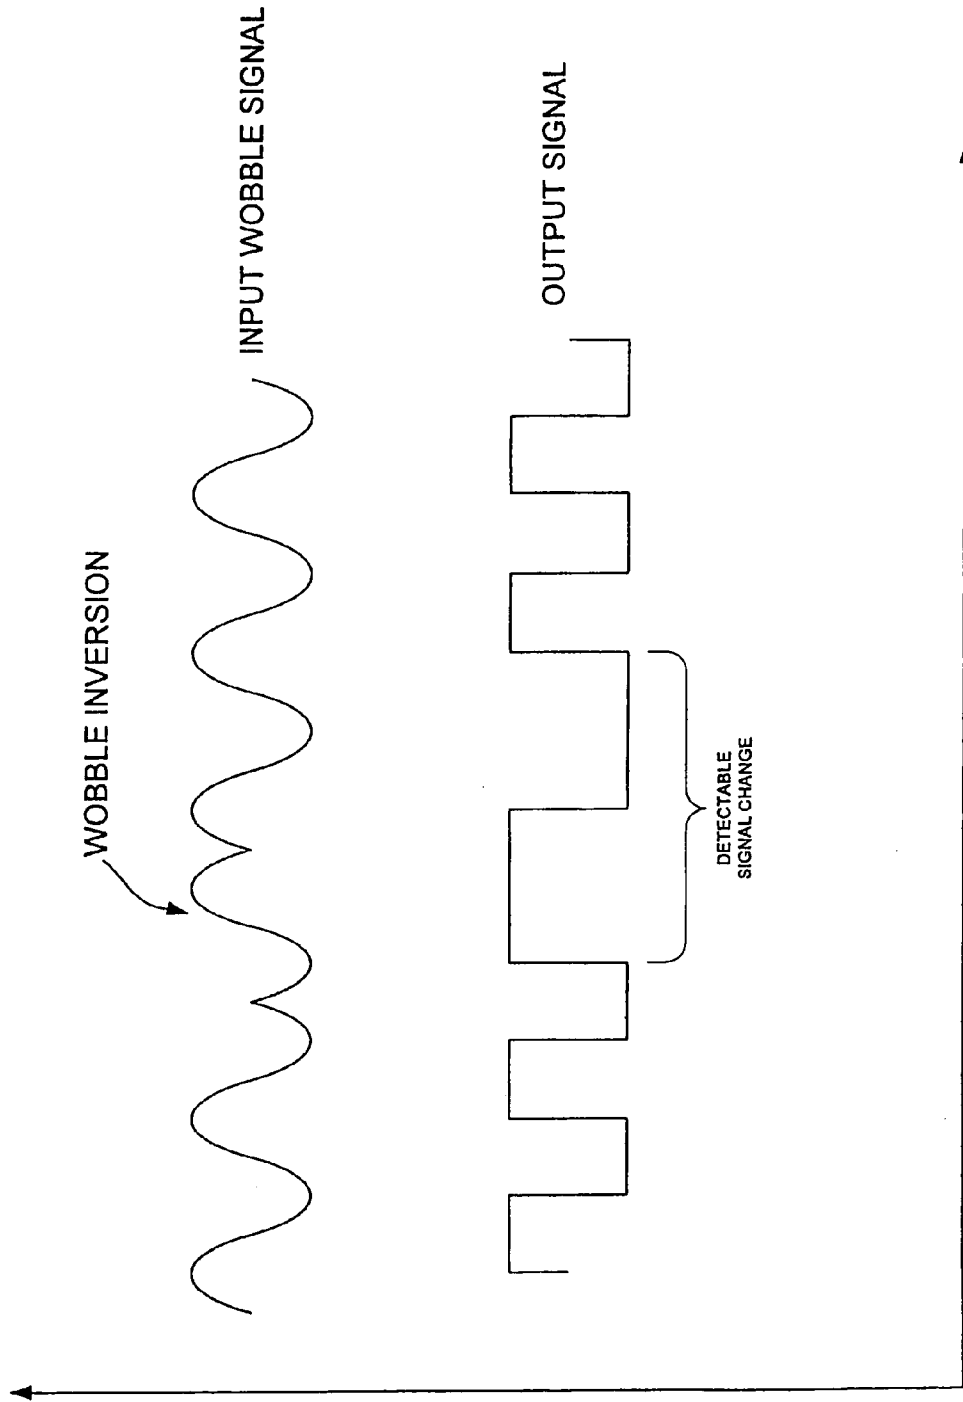 WOBBLE INVERSION
INPUT WOBBLE SIGNAL
OUTPUT SIGNAL
DETECTABLE
SIGNAL CHANGE